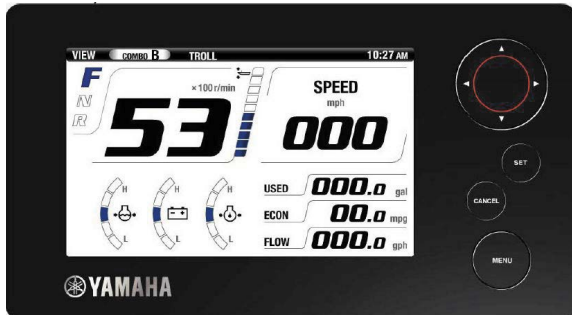 VIEW COMBO B TROLL 10:27 AM
F
N
R
×100 r/min
53
SPEED
mph
000
H H H
L L L
USED 000.0 gal
ECON 00.0 mpg
FLOW 000.0 gph
SET
CANCEL
MENU
YAMAHA